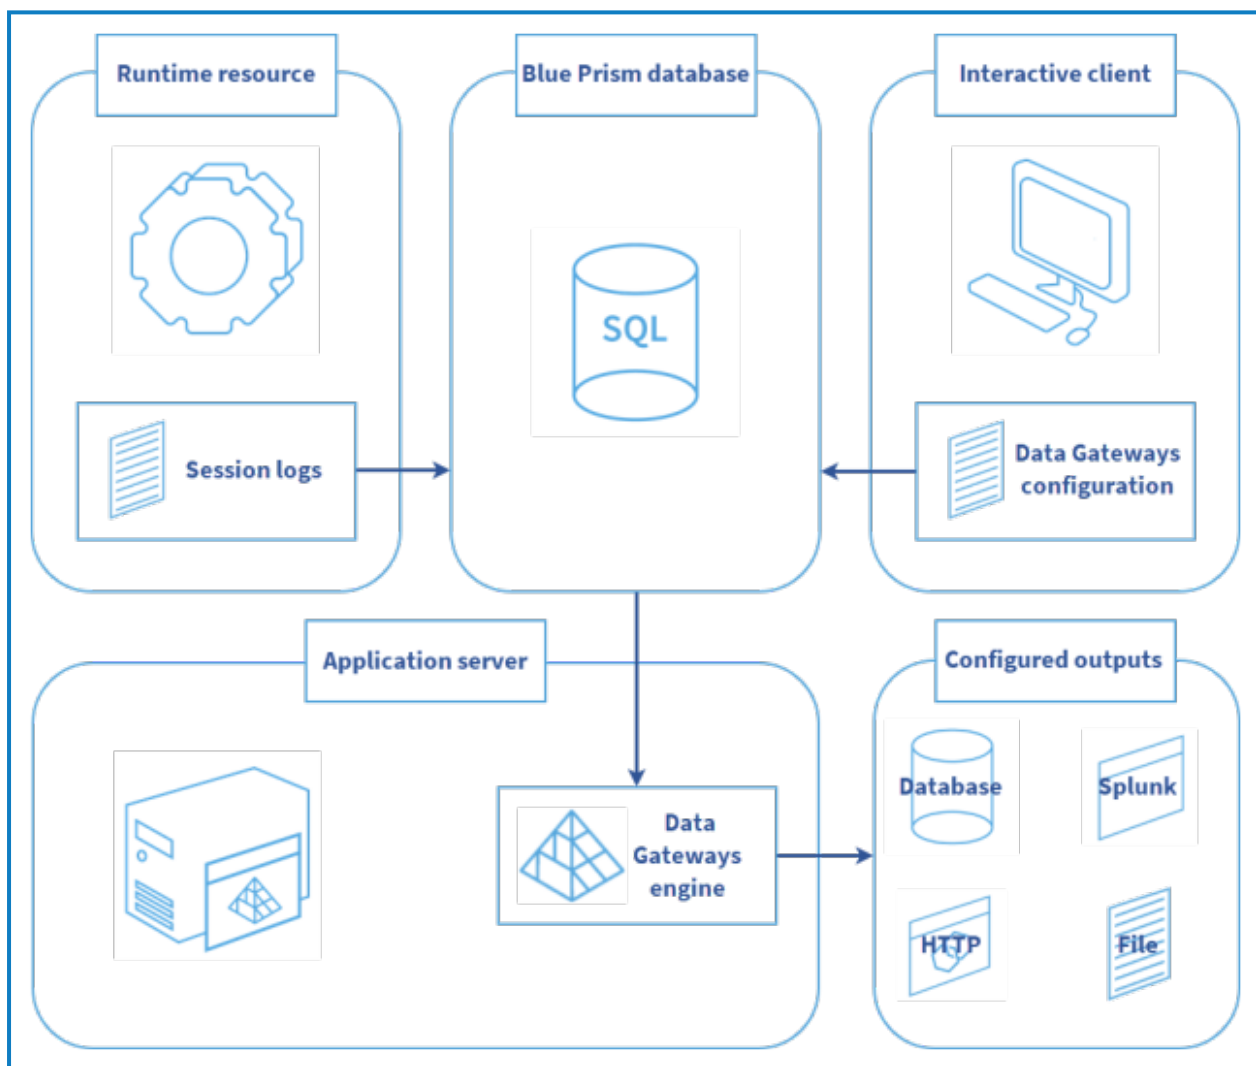 Runtime resource
Blue Prism database
Interactive client
SQL
Session logs
Data Gateways
configuration
Application server
Configured outputs
Data
Gateways
engine
Database
Splunk
HTTP
File